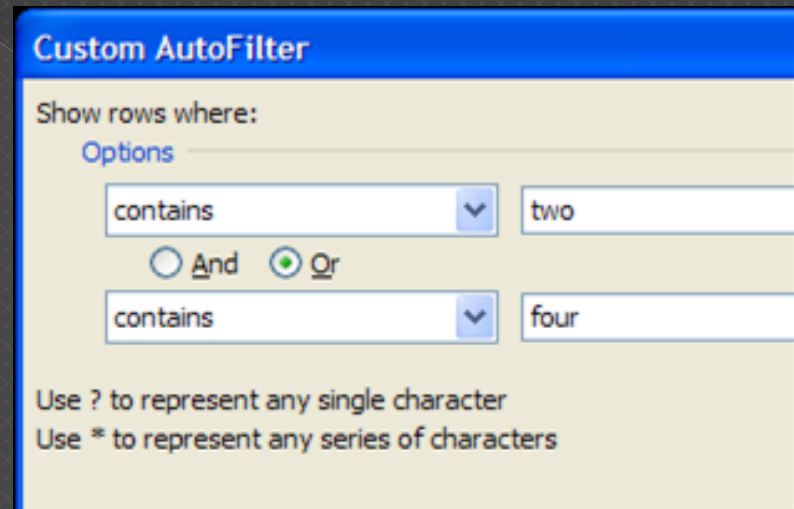 Custom AutoFilter
Show rows where:
Options
contains two
And Or
contains four
Use ? to represent any single character
Use * to represent any series of characters